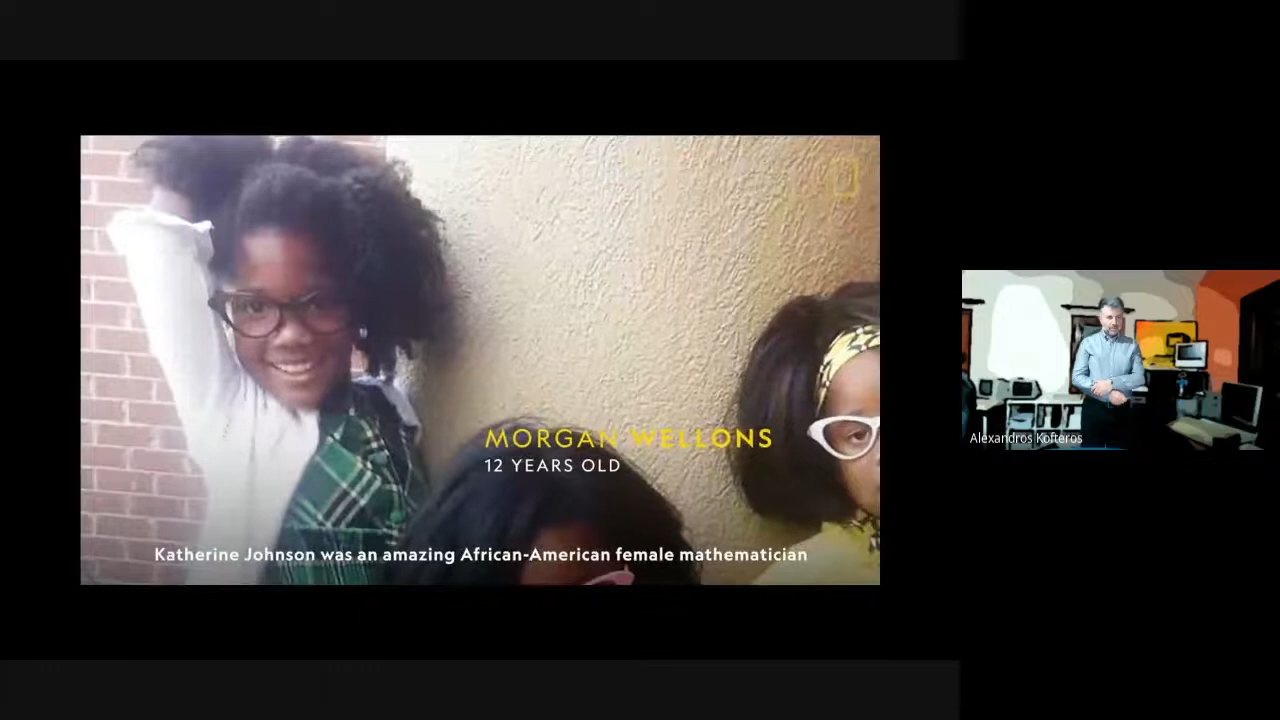 MORGAN WELLONS
12 YEARS OLD
Katherine Johnson was an amazing African-American female mathematician
Alexandros Kofteros